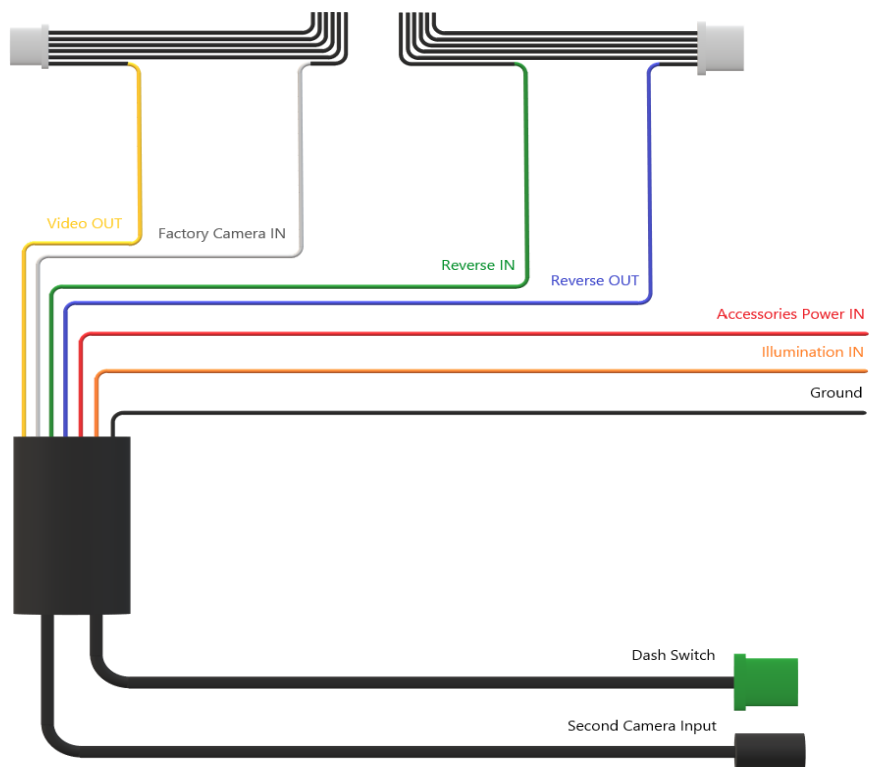 Video OUT
Factory Camera IN
Reverse IN
Reverse OUT
Accessories Power IN
Illumination IN
Ground
Dash Switch
Second Camera Input